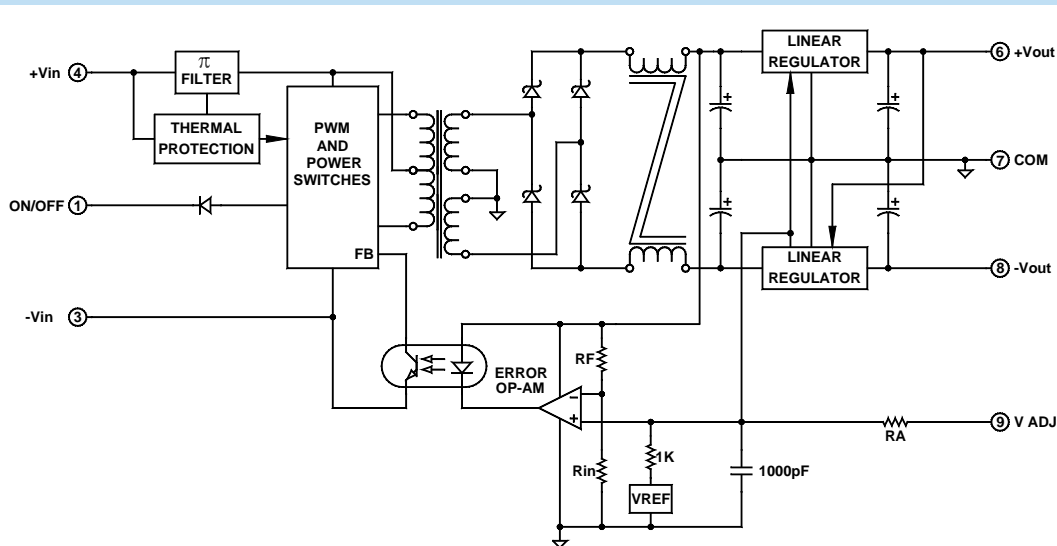 +Vin 4
π
FILTER
THERMAL
PROTECTION
ON/OFF 1
-Vin 3
PWM
AND
POWER
SWITCHES
FB
+
+
+
+
LINEAR
REGULATOR
LINEAR
REGULATOR
6 +Vout
7 COM
8 -Vout
ERROR
OP-AM
-
+
RF
Rin
1K
VREF
1000pF
RA
9 V ADJ